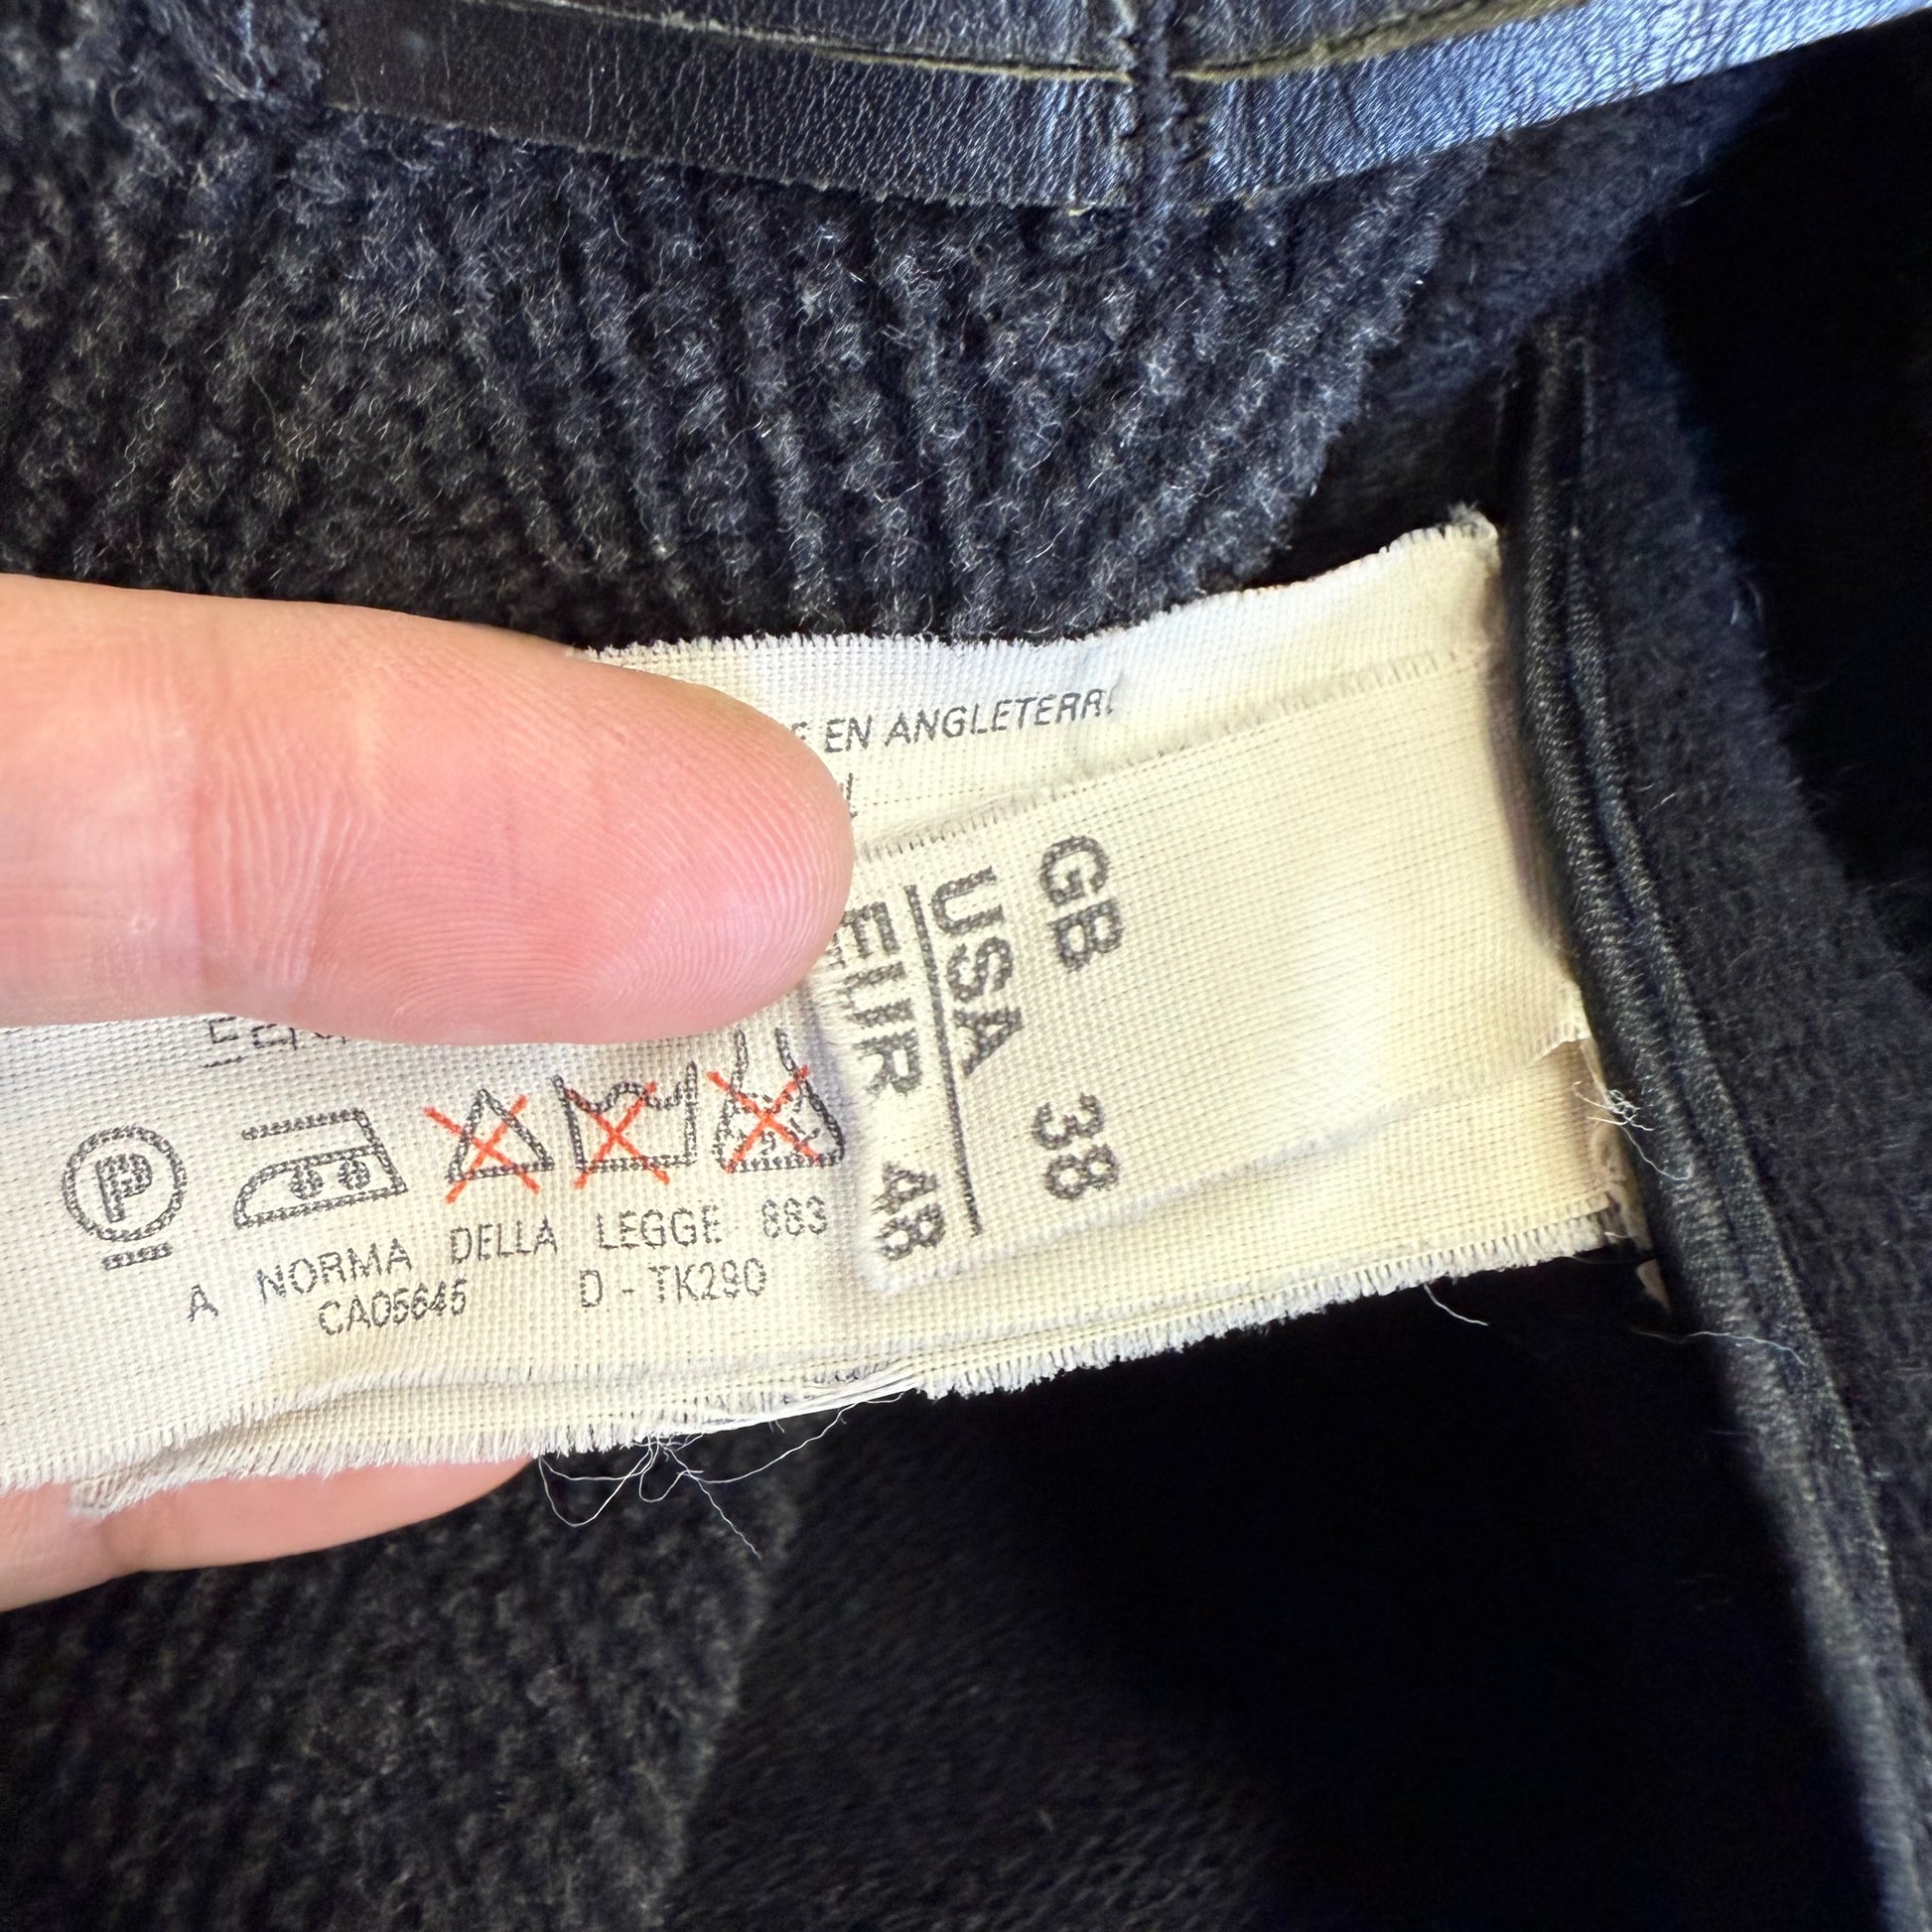 EN ANGLETERRE
GB 38
USA
EUR 48
P
A NORMA DELLA LEGGE 883
CA05645 D - TK290